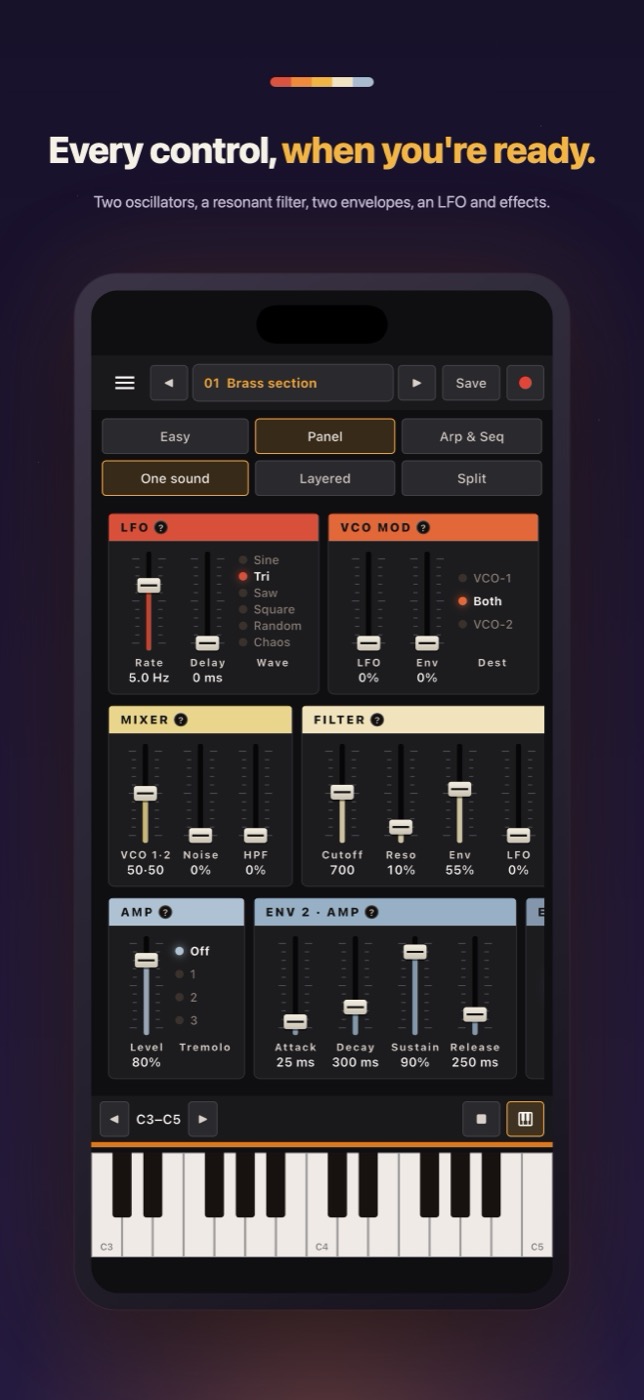 Every control, when you're ready.
Two oscillators, a resonant filter, two envelopes, an LFO and effects.
01 Brass section
Save
Easy
Panel
Arp & Seq
One sound
Layered
Split
LFO ?
Sine
Tri
Saw
Square
Random
Chaos
Rate
Delay
Wave
5.0 Hz
0 ms
VCO MOD ?
VCO-1
Both
VCO-2
LFO
Env
Dest
0%
0%
MIXER ?
VCO 1·2
Noise
HPF
50·50
0%
0%
FILTER ?
Cutoff
Reso
Env
LFO
700
10%
55%
0%
AMP ?
Off
1
2
3
Level
Tremolo
80%
ENV 2 · AMP ?
Attack
Decay
Sustain
Release
25 ms
300 ms
90%
250 ms
E
C3–C5
C3
C4
C5